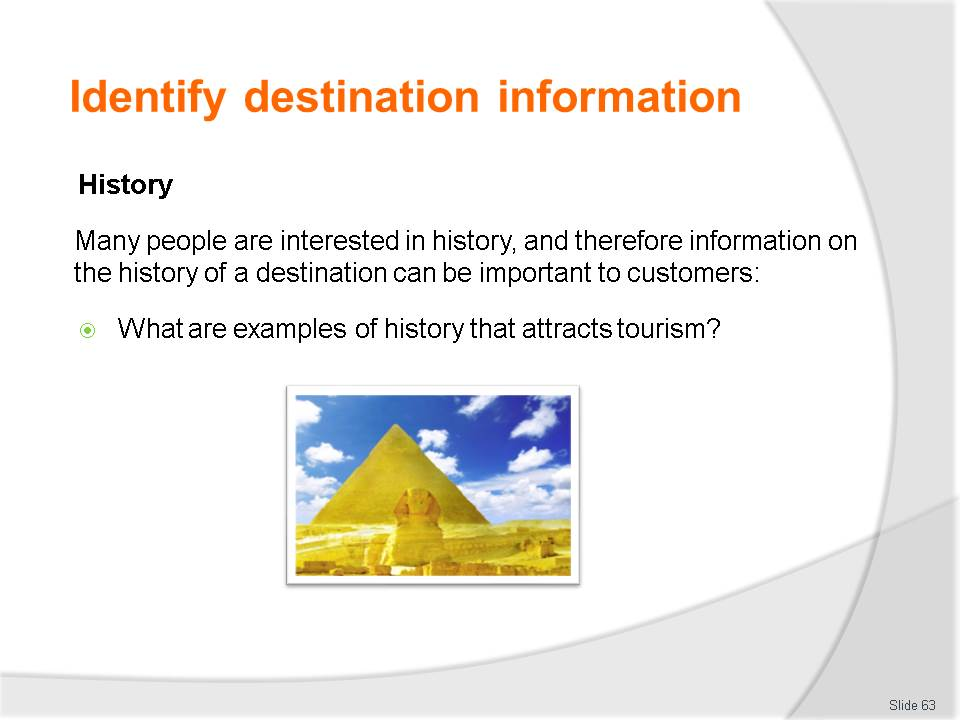 Identify destination information
History
Many people are interested in history, and therefore information on
the history of a destination can be important to customers:
What are examples of history that attracts tourism?
Slide 63